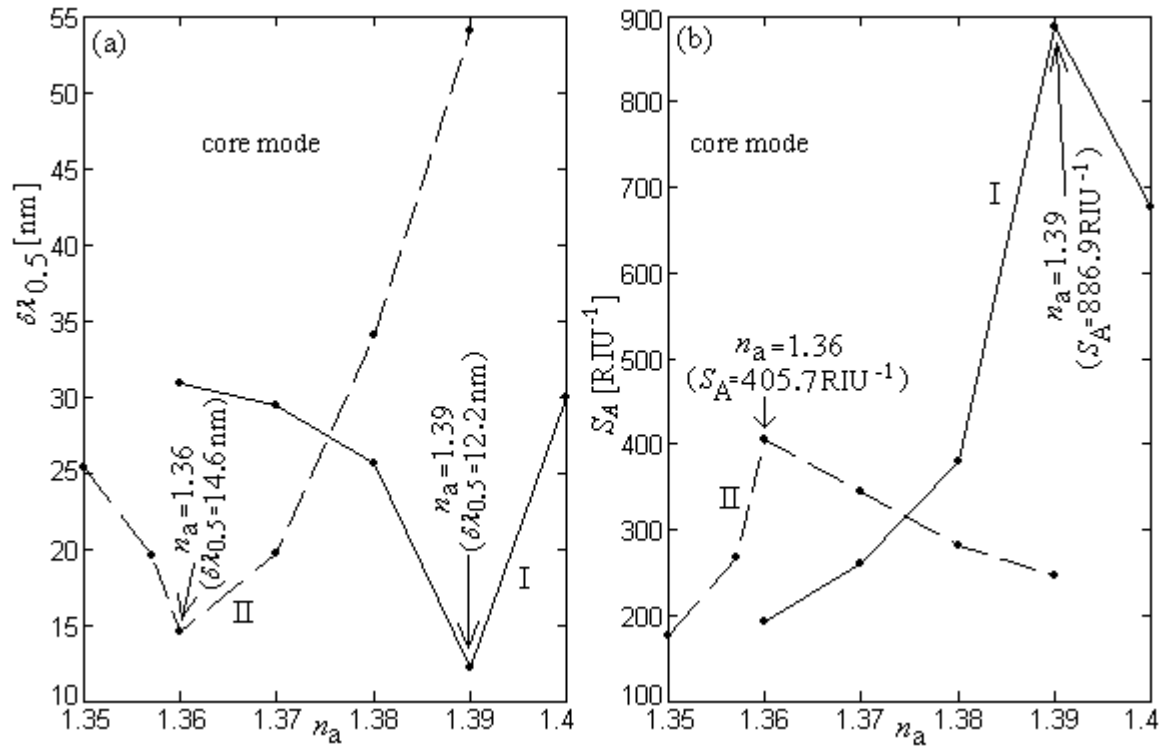 (a)
core mode
δλ0.5 [nm]
55
50
45
40
35
30
25
20
15
10
na=1.36
(δλ0.5=14.6nm)
II
na=1.39
(δλ0.5=12.2nm)
I
1.35 1.36 1.37 1.38 1.39 1.4
na
(b)
core mode
SA [RIU-1]
900
800
700
600
500
400
300
200
100
I
na=1.39
(SA=886.9RIU-1)
na=1.36
(SA=405.7RIU-1)
II
1.35 1.36 1.37 1.38 1.39 1.4
na